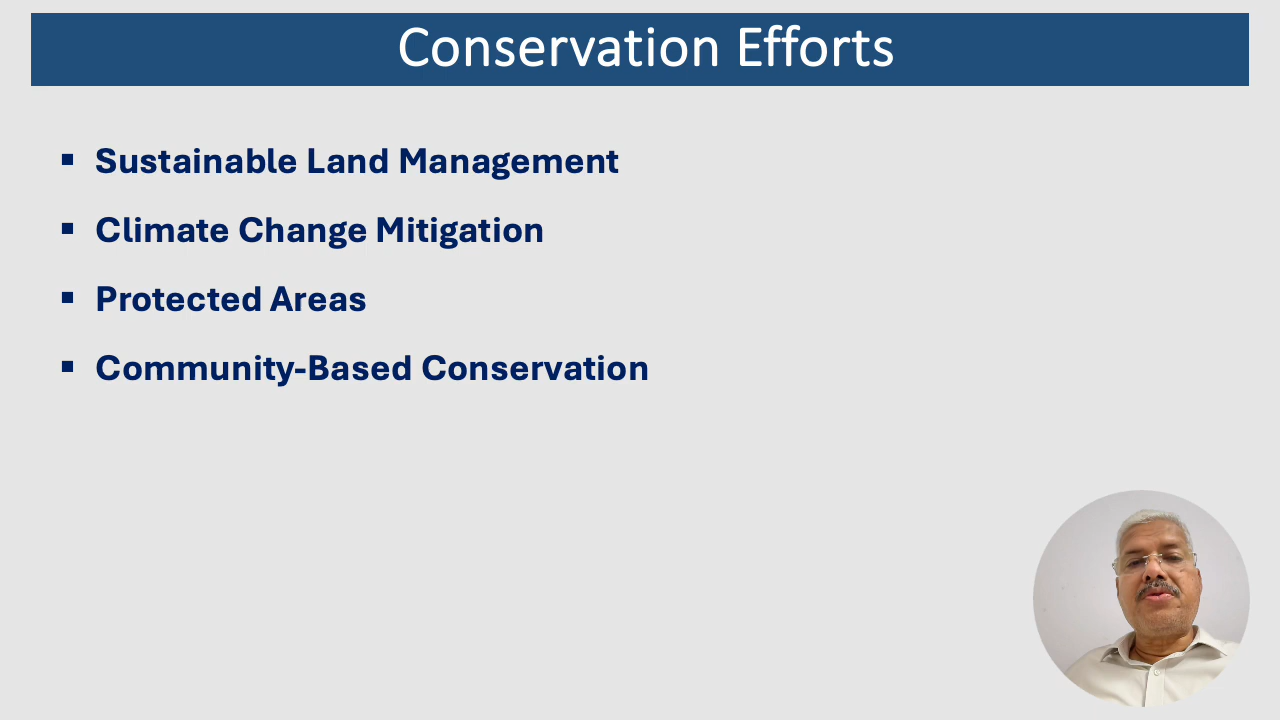 Conservation Efforts
▪ Sustainable Land Management
▪ Climate Change Mitigation
▪ Protected Areas
▪ Community-Based Conservation